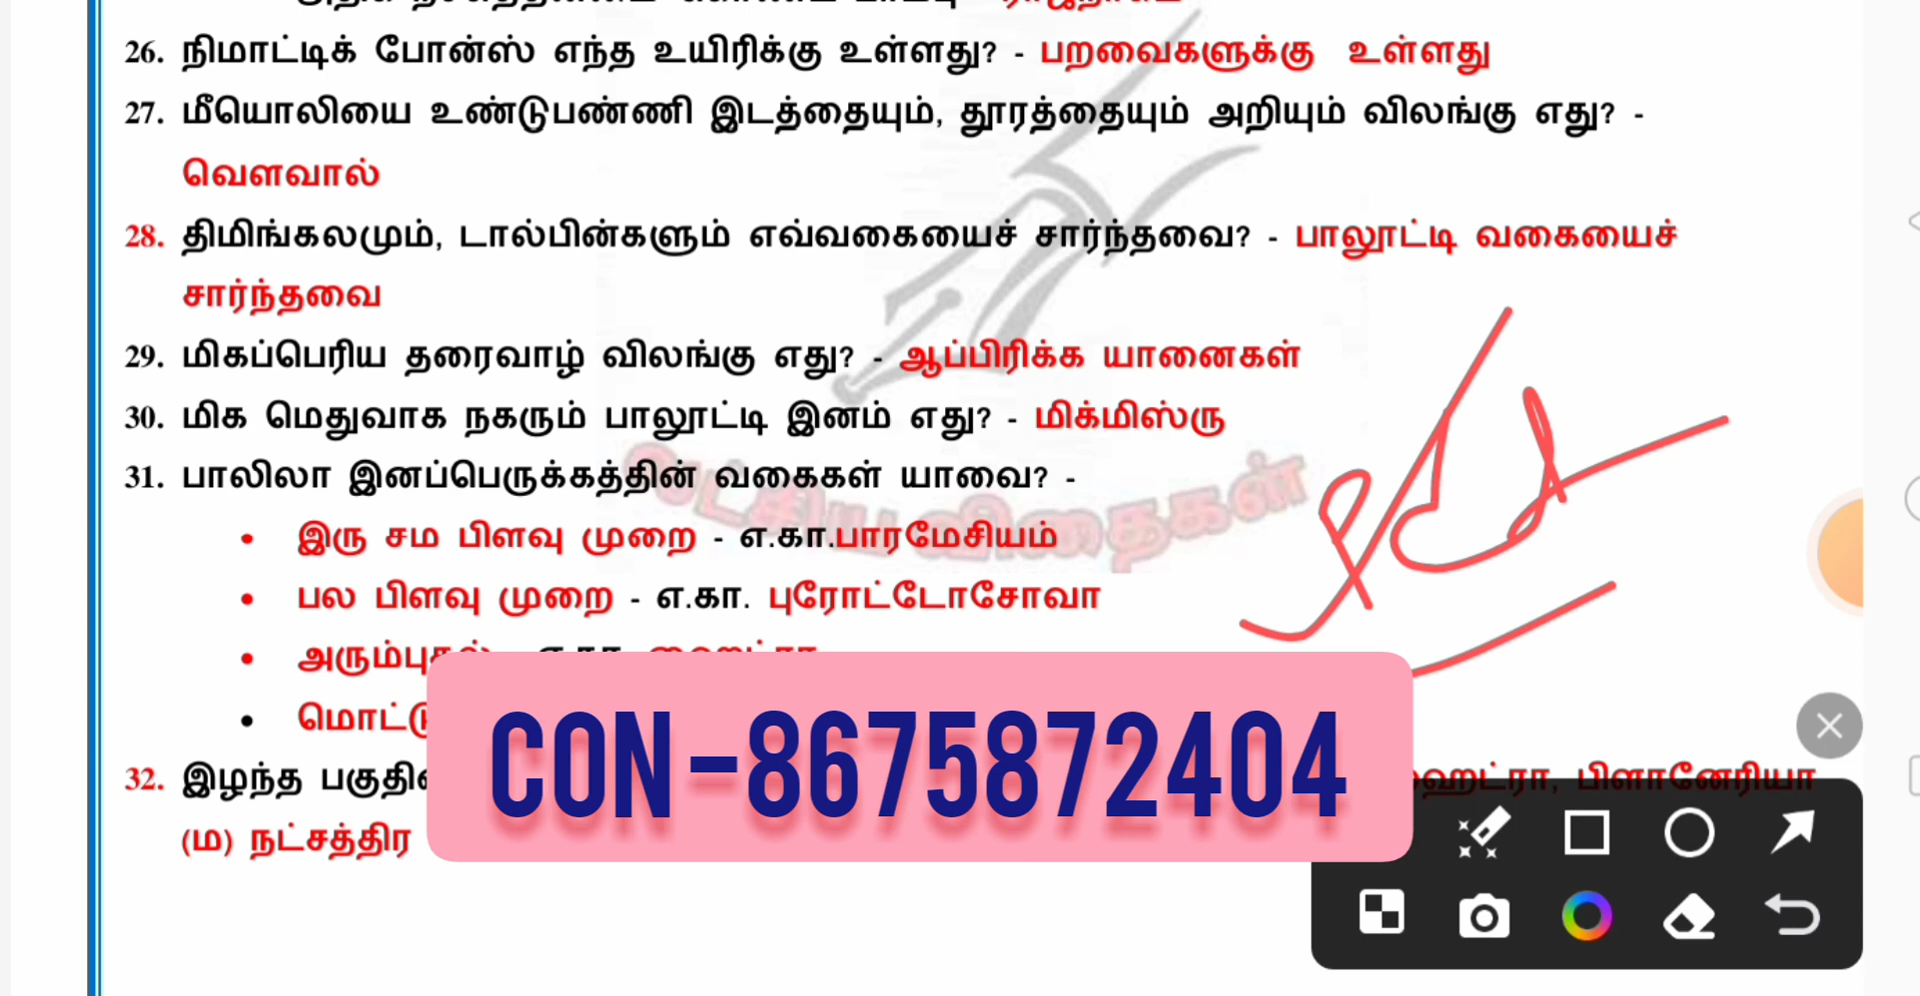 26. நிமாட்டிக் போன்ஸ் எந்த உயிரிக்கு உள்ளது? - பறவைகளுக்கு உள்ளது
27. மீயொலியை உண்டுபண்ணி இடத்தையும், தூரத்தையும் அறியும் விலங்கு எது? -
வௌவால்
28. திமிங்கலமும், டால்பின்களும் எவ்வகையைச் சார்ந்தவை? - பாலூட்டி வகையைச்
சார்ந்தவை
29. மிகப்பெரிய தரைவாழ் விலங்கு எது? - ஆப்பிரிக்க யானைகள்
30. மிக மெதுவாக நகரும் பாலூட்டி இனம் எது? - மிக்மிஸ்ரு
31. பாலிலா இனப்பெருக்கத்தின் வகைகள் யாவை? -
லட்சிய விதைகள்
• இரு சம பிளவு முறை - எ.கா.பாரமேசியம்
• பல பிளவு முறை - எ.கா. புரோட்டோசோவா
CON-8675872404
32. இழந்த ஹைட்ரா, பிளானேரியா
(ம) நட்சத்திர